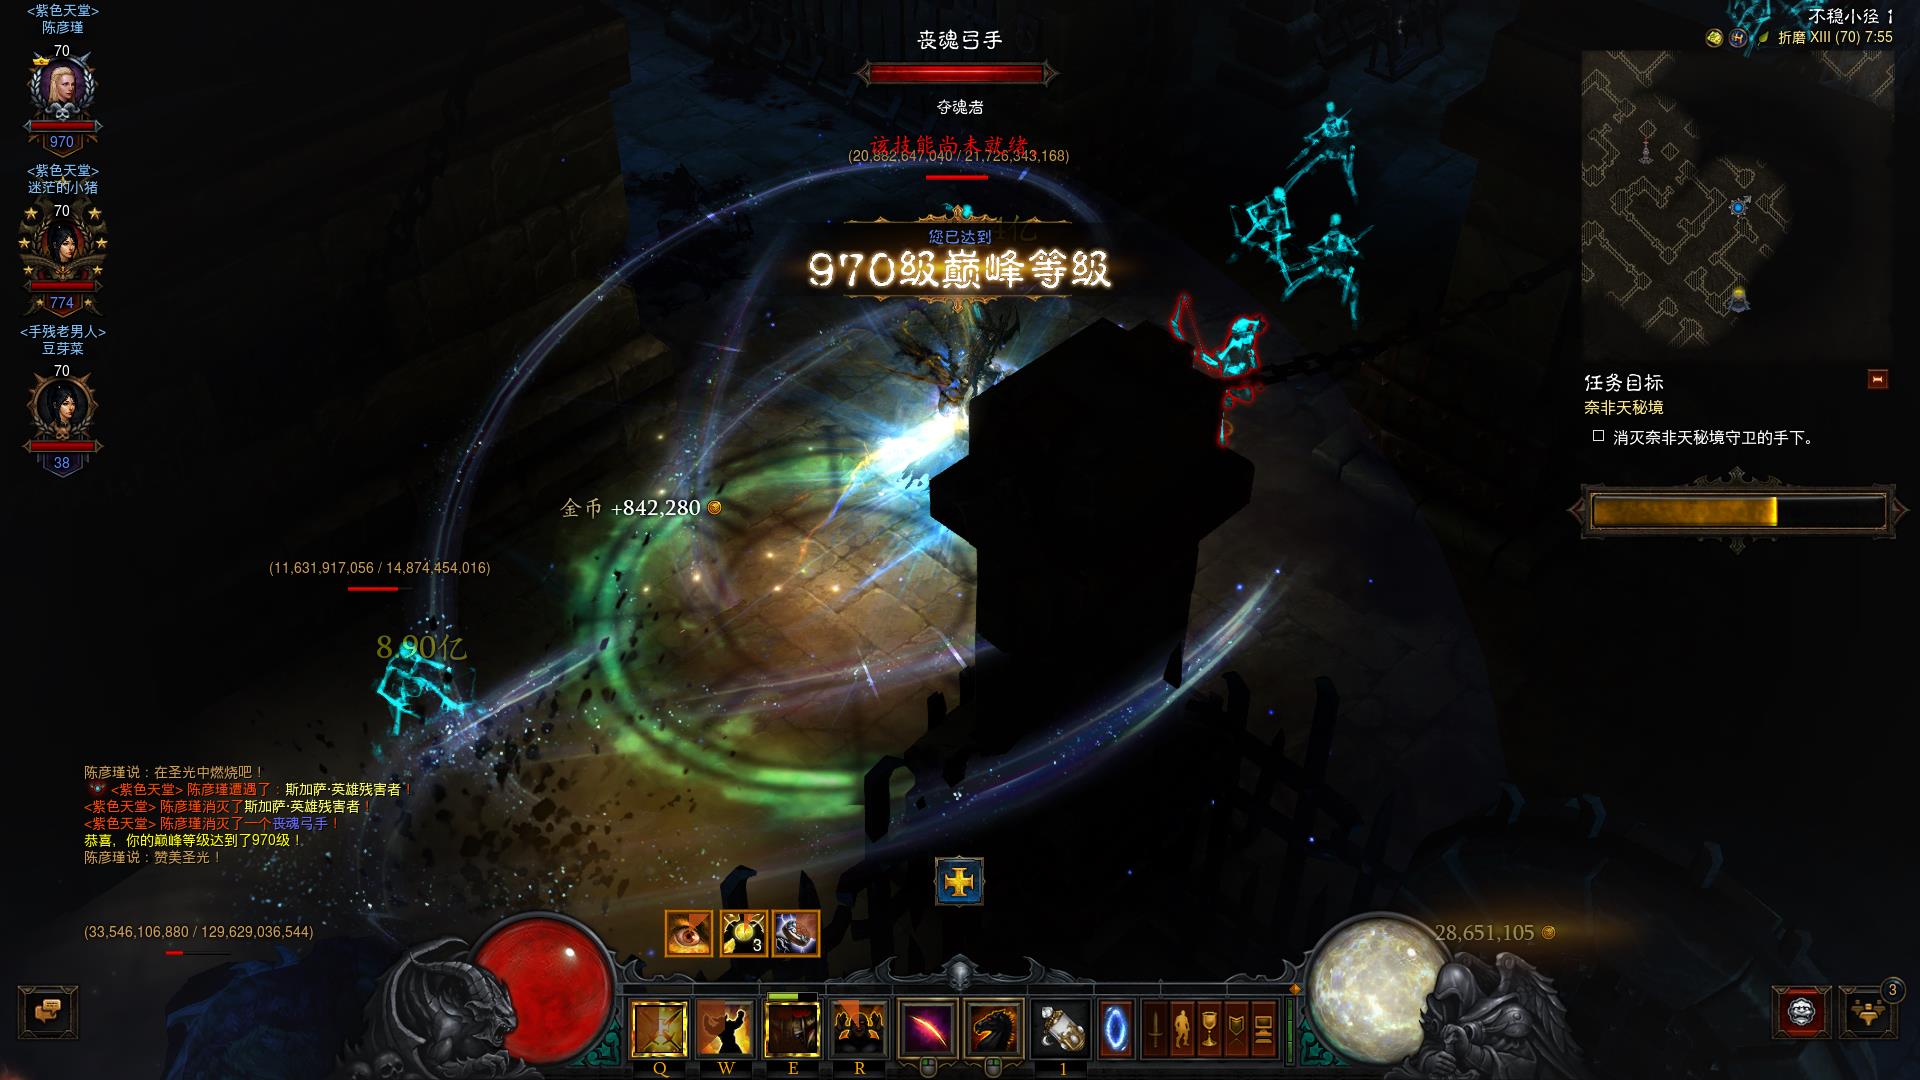 <紫色天堂>
陈彦瑾
70
970
<紫色天堂>
迷茫的小猪
70
774
<手残老男人>
豆芽菜
70
38
丧魂弓手
夺魂者
该技能尚未就绪。
(20,882,647,040 / 21,726,343,168)
您已达到
970级巅峰等级
不稳小径 1
折磨 XIII (70) 7:55
任务目标
奈非天秘境
消灭奈非天秘境守卫的手下。
金币 +842,280
(11,631,917,056 / 14,874,454,016)
8.90亿
陈彦瑾说：在圣光中燃烧吧！
<紫色天堂> 陈彦瑾遭遇了：斯加萨·英雄残害者！
<紫色天堂> 陈彦瑾消灭了斯加萨·英雄残害者！
<紫色天堂> 陈彦瑾消灭了一个丧魂弓手！
恭喜，你的巅峰等级达到了970级！
陈彦瑾说：赞美圣光！
(33,546,106,880 / 129,629,036,544)
3
28,651,105
3
Q W E R 1